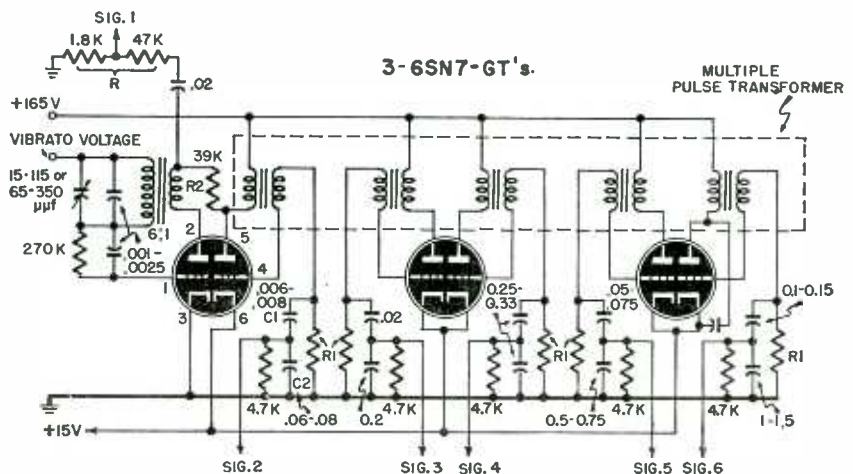 SIG.1
1.8K 47K
R
.02
3-6SN7-GT's.
MULTIPLE
PULSE TRANSFORMER
+165V
VIBRATO VOLTAGE
15-115 or
65-350
μμf
39K
R2
6:1
2 5
270K
.001-
.0025
1 4
3 6
.006-
.008
C1
R1
.02
0.25-
0.33
R1
.05
.075
0.1-0.15
R1
C2
4.7K
.06-.08
0.2
4.7K
4.7K
0.5-0.75
4.7K
4.7K
1-1.5
+15V
SIG.2 SIG.3 SIG.4 SIG.5 SIG.6